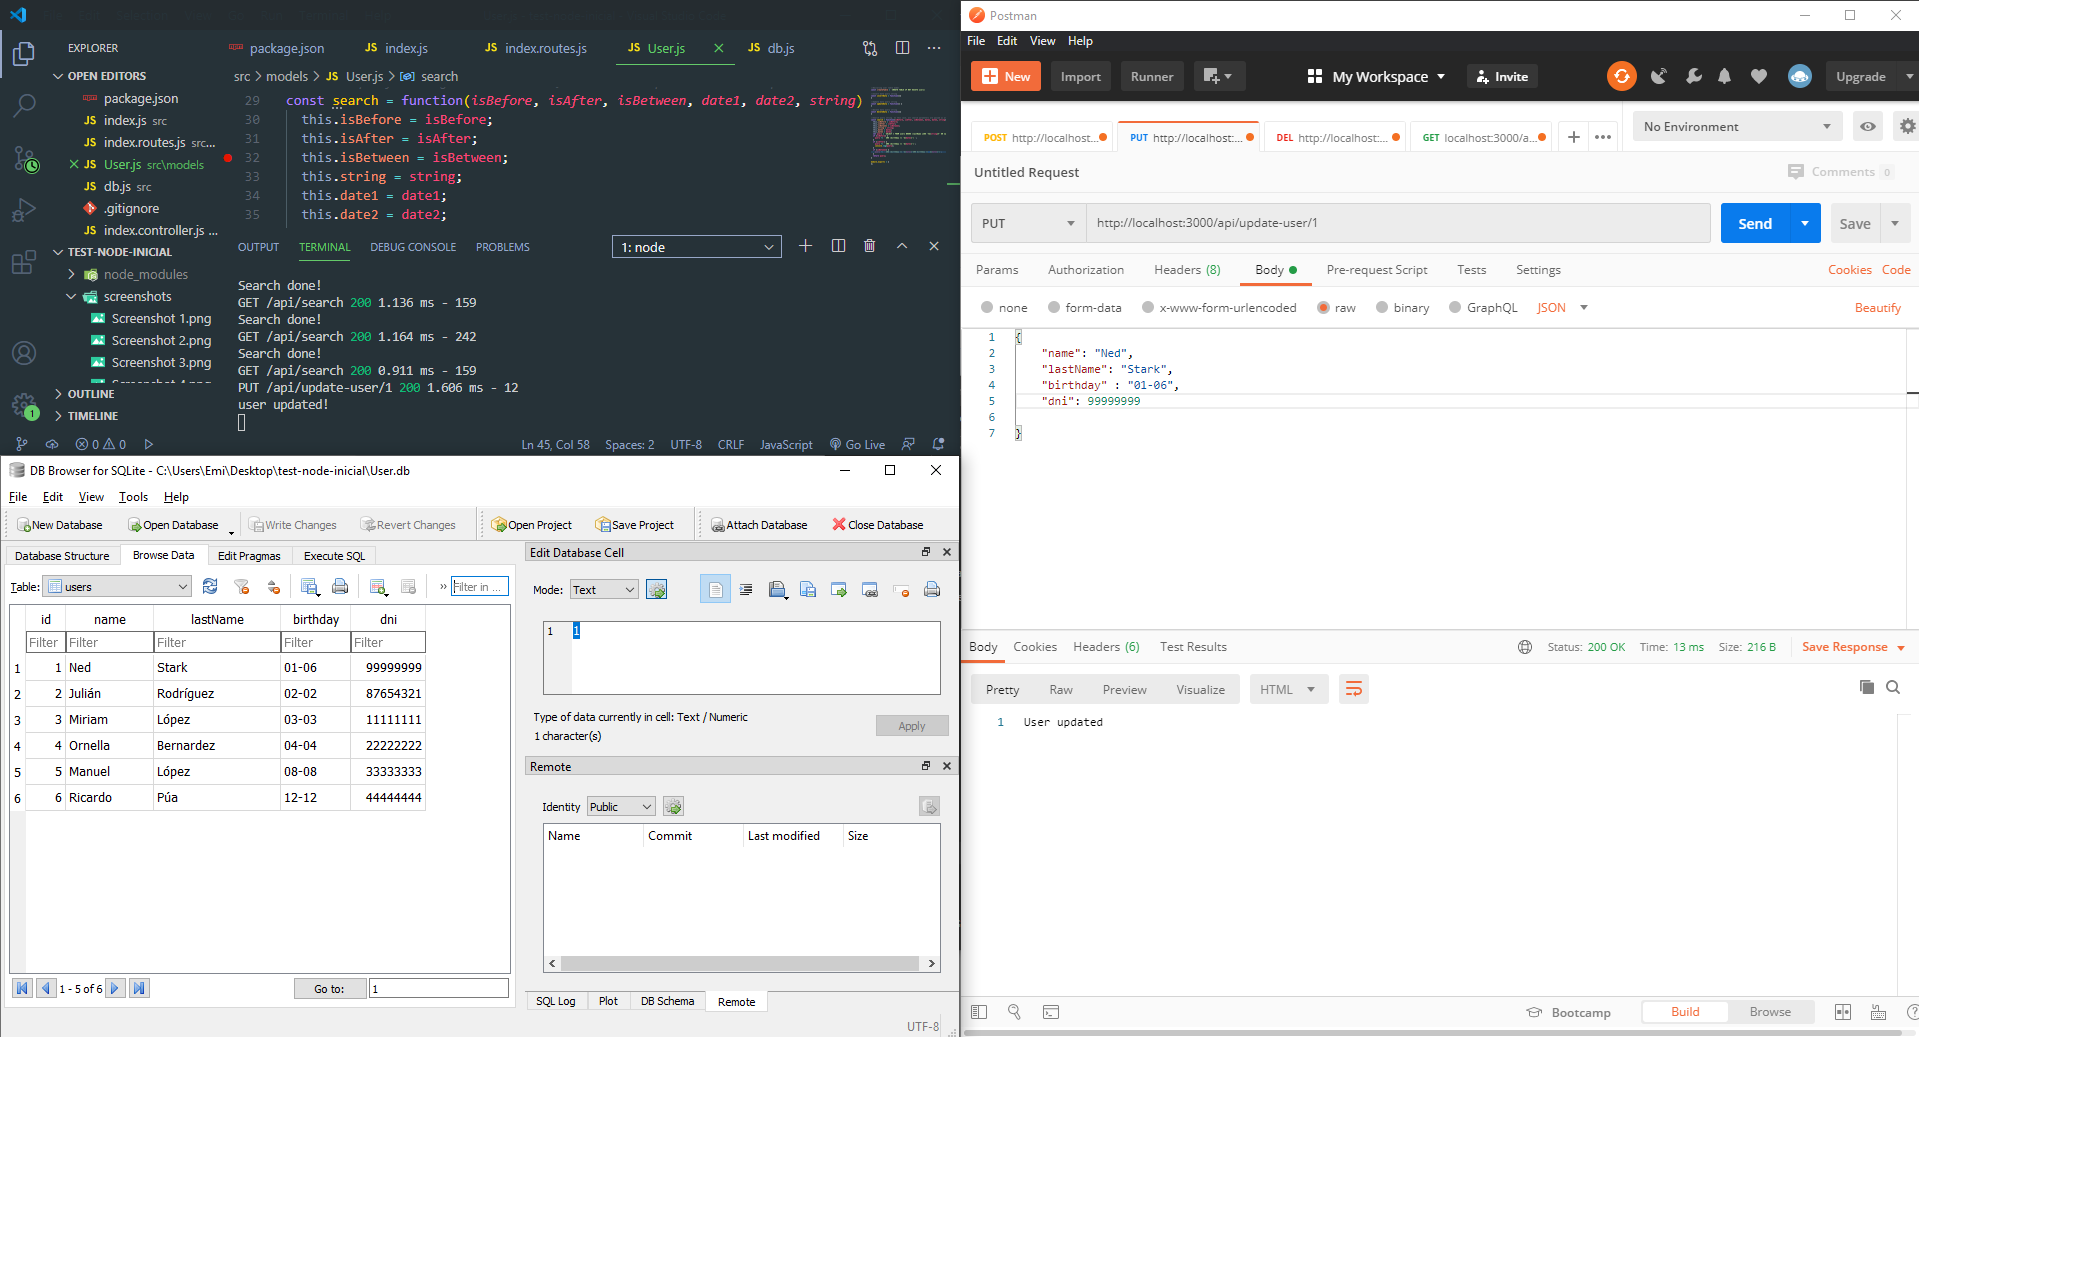 EXPLORER
OPEN EDITORS
package.json
index.js src
index.routes.js src...
User.js src\models
db.js src
.gitignore
index.controller.js ...
TEST-NODE-INICIAL
node_modules
screenshots
Screenshot 1.png
Screenshot 2.png
Screenshot 3.png
OUTLINE
TIMELINE
package.json
JS index.js
JS index.routes.js
JS User.js
JS db.js
src > models > JS User.js > search
29 const search = function(isBefore, isAfter, isBetween, date1, date2, string)
30 this.isBefore = isBefore;
31 this.isAfter = isAfter;
32 this.isBetween = isBetween;
33 this.string = string;
34 this.date1 = date1;
35 this.date2 = date2;
OUTPUT TERMINAL DEBUG CONSOLE PROBLEMS 1: node
Search done!
GET /api/search 200 1.136 ms - 159
Search done!
GET /api/search 200 1.164 ms - 242
Search done!
GET /api/search 200 0.911 ms - 159
PUT /api/update-user/1 200 1.606 ms - 12
user updated!
1
0 0 Ln 45, Col 58 Spaces: 2 UTF-8 CRLF JavaScript Go Live
DB Browser for SQLite - C:\Users\Emi\Desktop\test-node-inicial\User.db
File Edit View Tools Help
New Database Open Database Write Changes Revert Changes Open Project Save Project Attach Database Close Database
Database Structure Browse Data Edit Pragmas Execute SQL
Table: users » Filter in ...
id name lastName birthday dni
Filter Filter Filter Filter Filter
1 1 Ned Stark 01-06 99999999
2 2 Julián Rodríguez 02-02 87654321
3 3 Miriam López 03-03 11111111
4 4 Ornella Bernardez 04-04 22222222
5 5 Manuel López 08-08 33333333
6 6 Ricardo Púa 12-12 44444444
1 - 5 of 6 Go to: 1
Edit Database Cell
Mode: Text
1 1
Type of data currently in cell: Text / Numeric
1 character(s)
Apply
Remote
Identity Public
Name Commit Last modified Size
SQL Log Plot DB Schema Remote
UTF-8
Postman
File Edit View Help
New Import Runner My Workspace Invite Upgrade
POST http://localhost... PUT http://localhost:... DEL http://localhost:... GET localhost:3000/a... No Environment
Untitled Request Comments 0
PUT http://localhost:3000/api/update-user/1 Send Save
Params Authorization Headers (8) Body Pre-request Script Tests Settings Cookies Code
none form-data x-www-form-urlencoded raw binary GraphQL JSON Beautify
1 {
2 "name": "Ned",
3 "lastName": "Stark",
4 "birthday" : "01-06",
5 "dni": 99999999
6
7 }
Body Cookies Headers (6) Test Results Status: 200 OK Time: 13 ms Size: 216 B Save Response
Pretty Raw Preview Visualize HTML
1 User updated
Bootcamp Build Browse